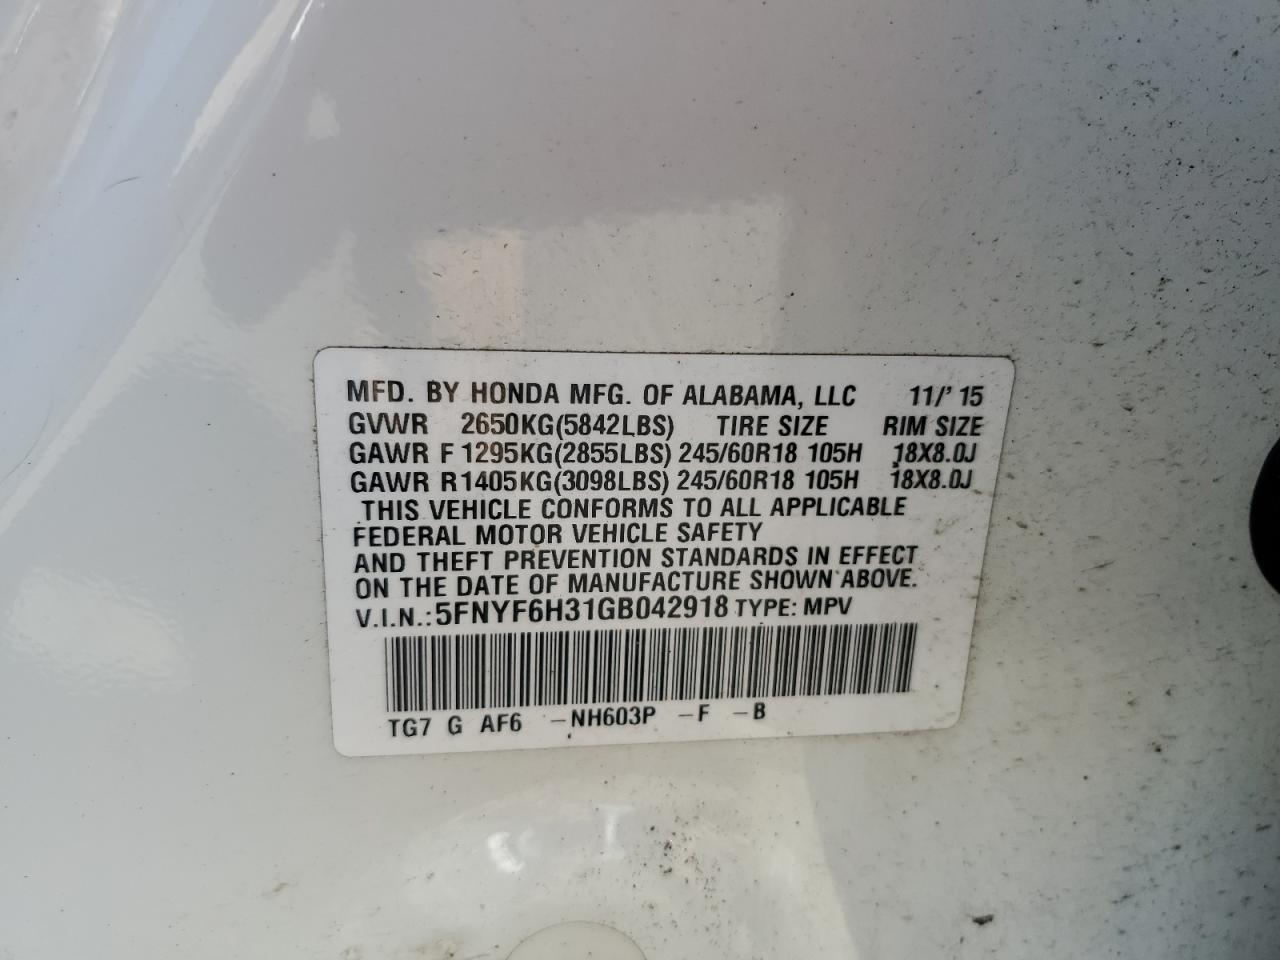 MFD. BY HONDA MFG. OF ALABAMA, LLC 11/'15
GVWR 2650KG(5842LBS) TIRE SIZE RIM SIZE
GAWR F 1295KG(2855LBS) 245/60R18 105H 18X8.0J
GAWR R1405KG(3098LBS) 245/60R18 105H 18X8.0J
THIS VEHICLE CONFORMS TO ALL APPLICABLE
FEDERAL MOTOR VEHICLE SAFETY
AND THEFT PREVENTION STANDARDS IN EFFECT
ON THE DATE OF MANUFACTURE SHOWN ABOVE.
V.I.N.: 5FNYF6H31GB042918 TYPE: MPV
TG7 G AF6 -NH603P -F -B